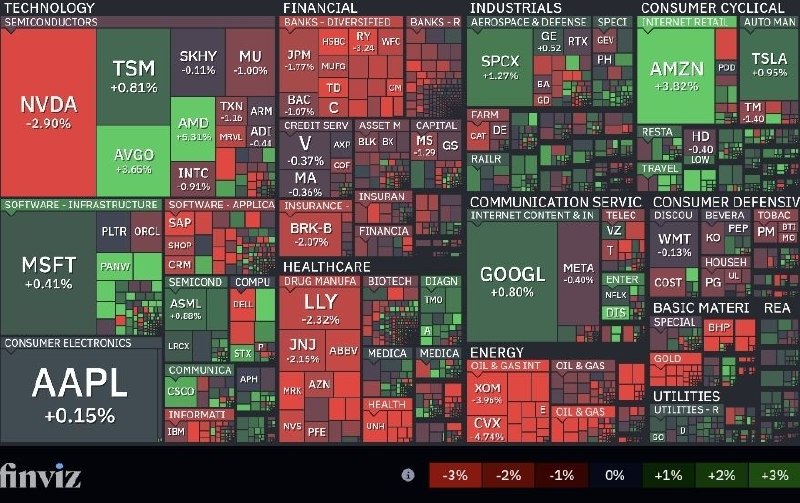 TECHNOLOGY
SEMICONDUCTORS
NVDA
-2.90%
TSM
+0.81%
AVGO
+3.65%
SKHY
-0.11%
MU
-1.00%
AMD
+5.31%
INTC
-0.91%
TXN
-1.16
ARM
MRVL
ADI
-0.44
SOFTWARE - INFRASTRUCTURE
MSFT
+0.41%
PLTR
ORCL
PANW
SOFTWARE - APPLICA
SAP
SHOP
CRM
SEMICOND
ASML
+0.88%
LRCX
COMPU
DELL
STX
CONSUMER ELECTRONICS
AAPL
+0.15%
COMMUNICA
CSCO
APH
INFORMATI
IBM
FINANCIAL
BANKS - DIVERSIFIED
JPM
-1.77%
HSBC
RY
-3.24
WFC
MUFG
TD
CM
BAC
-1.07%
C
BANKS - R
CREDIT SERV
V
-0.37%
AXP
MA
-0.36%
COF
ASSET M
BLK
BX
CAPITAL
MS
-1.29
GS
INSURANCE -
BRK-B
-2.07%
INSURAN
FINANCIA
HEALTHCARE
DRUG MANUFA
LLY
-2.32%
JNJ
-2.15%
ABBV
MRK
AZN
NVS
PFE
BIOTECH
DIAGN
TMO
A
MEDICA
MEDICA
HEALTH
UNH
INDUSTRIALS
AEROSPACE & DEFENSE
SPCX
+1.27%
GE
+0.52
RTX
BA
GD
SPECI
GEV
PH
FARM
CAT
DE
RAILR
COMMUNICATION SERVIC
INTERNET CONTENT & IN
GOOGL
+0.80%
META
-0.40%
TELEC
VZ
T
ENTER
NFLX
DIS
ENERGY
OIL & GAS INT
XOM
-3.96%
CVX
-4.74%
E
OIL & GAS
OIL & GAS
CONSUMER CYCLICAL
INTERNET RETAIL
AMZN
+3.82%
PDD
AUTO MAN
TSLA
+0.95%
TM
-1.40
RESTA
HD
-0.40
LOW
TRAVEL
CONSUMER DEFENSIV
DISCOU
WMT
-0.13%
COST
BEVERA
KO
PEP
TOBAC
PM
BTI
MO
HOUSEH
PG
UL
BASIC MATERI
SPECIAL
BHP
GOLD
REA
UTILITIES
UTILITIES - R
D
finviz
-3%
-2%
-1%
0%
+1%
+2%
+3%